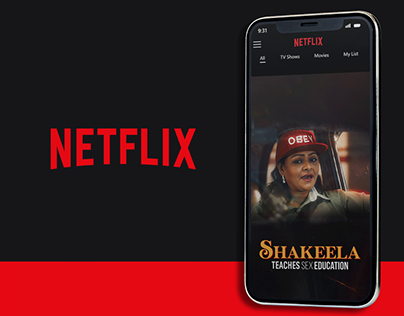 NETFLIX
9:31
NETFLIX
All TV Shows Movies My List
OBEY
SHAKEELA
TEACHES SEX EDUCATION